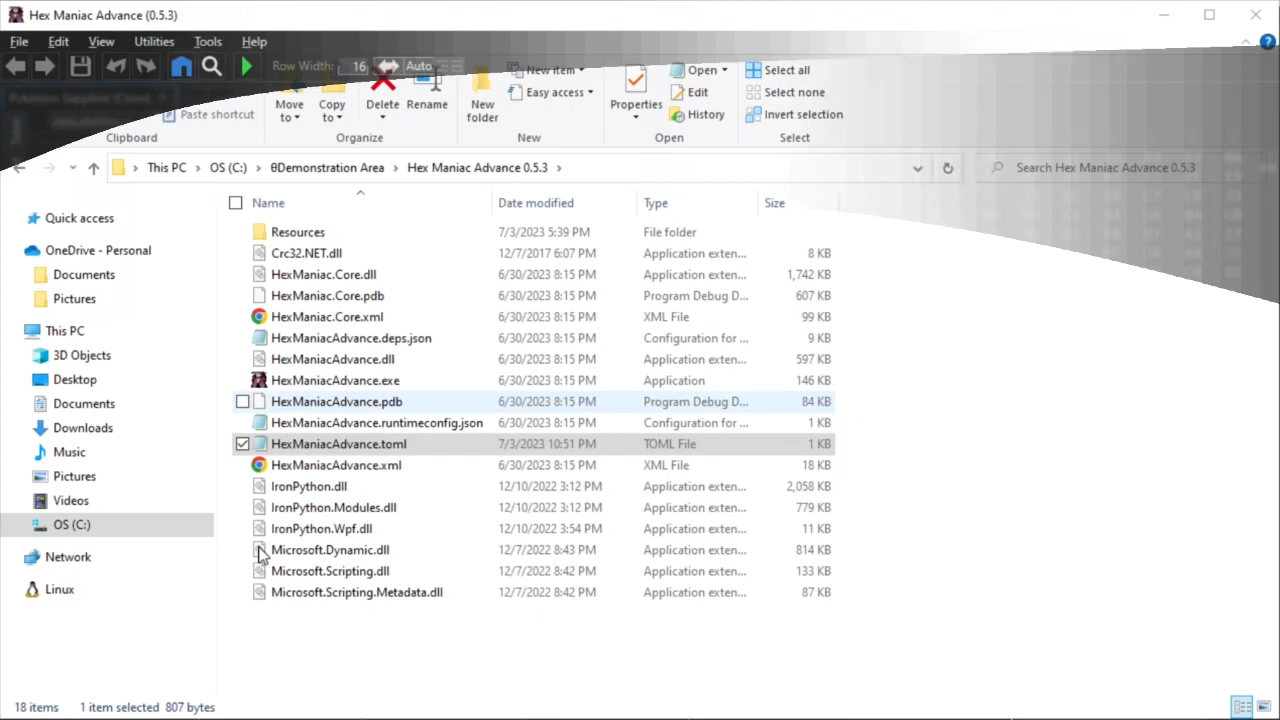 Hex Maniac Advance (0.5.3)
File Edit View Utilities Tools Help
Row Width: 16 Auto
New item Open Select all
Easy access Edit Select none
Move to Copy to Delete Rename New folder Properties
Paste shortcut History Invert selection
Clipboard Organize New Open Select
This PC OS (C:) θDemonstration Area Hex Maniac Advance 0.5.3 Search Hex Maniac Advance 0.5.3
Name Date modified Type Size
Quick access
OneDrive - Personal
Documents
Pictures
This PC
3D Objects
Desktop
Documents
Downloads
Music
Pictures
Videos
OS (C:)
Network
Linux
Resources 7/3/2023 5:39 PM File folder
Crc32.NET.dll 12/7/2017 6:07 PM Application exten... 8 KB
HexManiac.Core.dll 6/30/2023 8:15 PM Application exten... 1,742 KB
HexManiac.Core.pdb 6/30/2023 8:15 PM Program Debug D... 607 KB
HexManiac.Core.xml 6/30/2023 8:15 PM XML File 99 KB
HexManiacAdvance.deps.json 6/30/2023 8:15 PM Configuration for ... 9 KB
HexManiacAdvance.dll 6/30/2023 8:15 PM Application exten... 597 KB
HexManiacAdvance.exe 6/30/2023 8:15 PM Application 146 KB
HexManiacAdvance.pdb 6/30/2023 8:15 PM Program Debug D... 84 KB
HexManiacAdvance.runtimeconfig.json 6/30/2023 8:15 PM Configuration for ... 1 KB
HexManiacAdvance.toml 7/3/2023 10:51 PM TOML File 1 KB
HexManiacAdvance.xml 6/30/2023 8:15 PM XML File 18 KB
IronPython.dll 12/10/2022 3:12 PM Application exten... 2,058 KB
IronPython.Modules.dll 12/10/2022 3:12 PM Application exten... 779 KB
IronPython.Wpf.dll 12/10/2022 3:54 PM Application exten... 11 KB
Microsoft.Dynamic.dll 12/7/2022 8:43 PM Application exten... 814 KB
Microsoft.Scripting.dll 12/7/2022 8:42 PM Application exten... 133 KB
Microsoft.Scripting.Metadata.dll 12/7/2022 8:42 PM Application exten... 87 KB
18 items 1 item selected 807 bytes